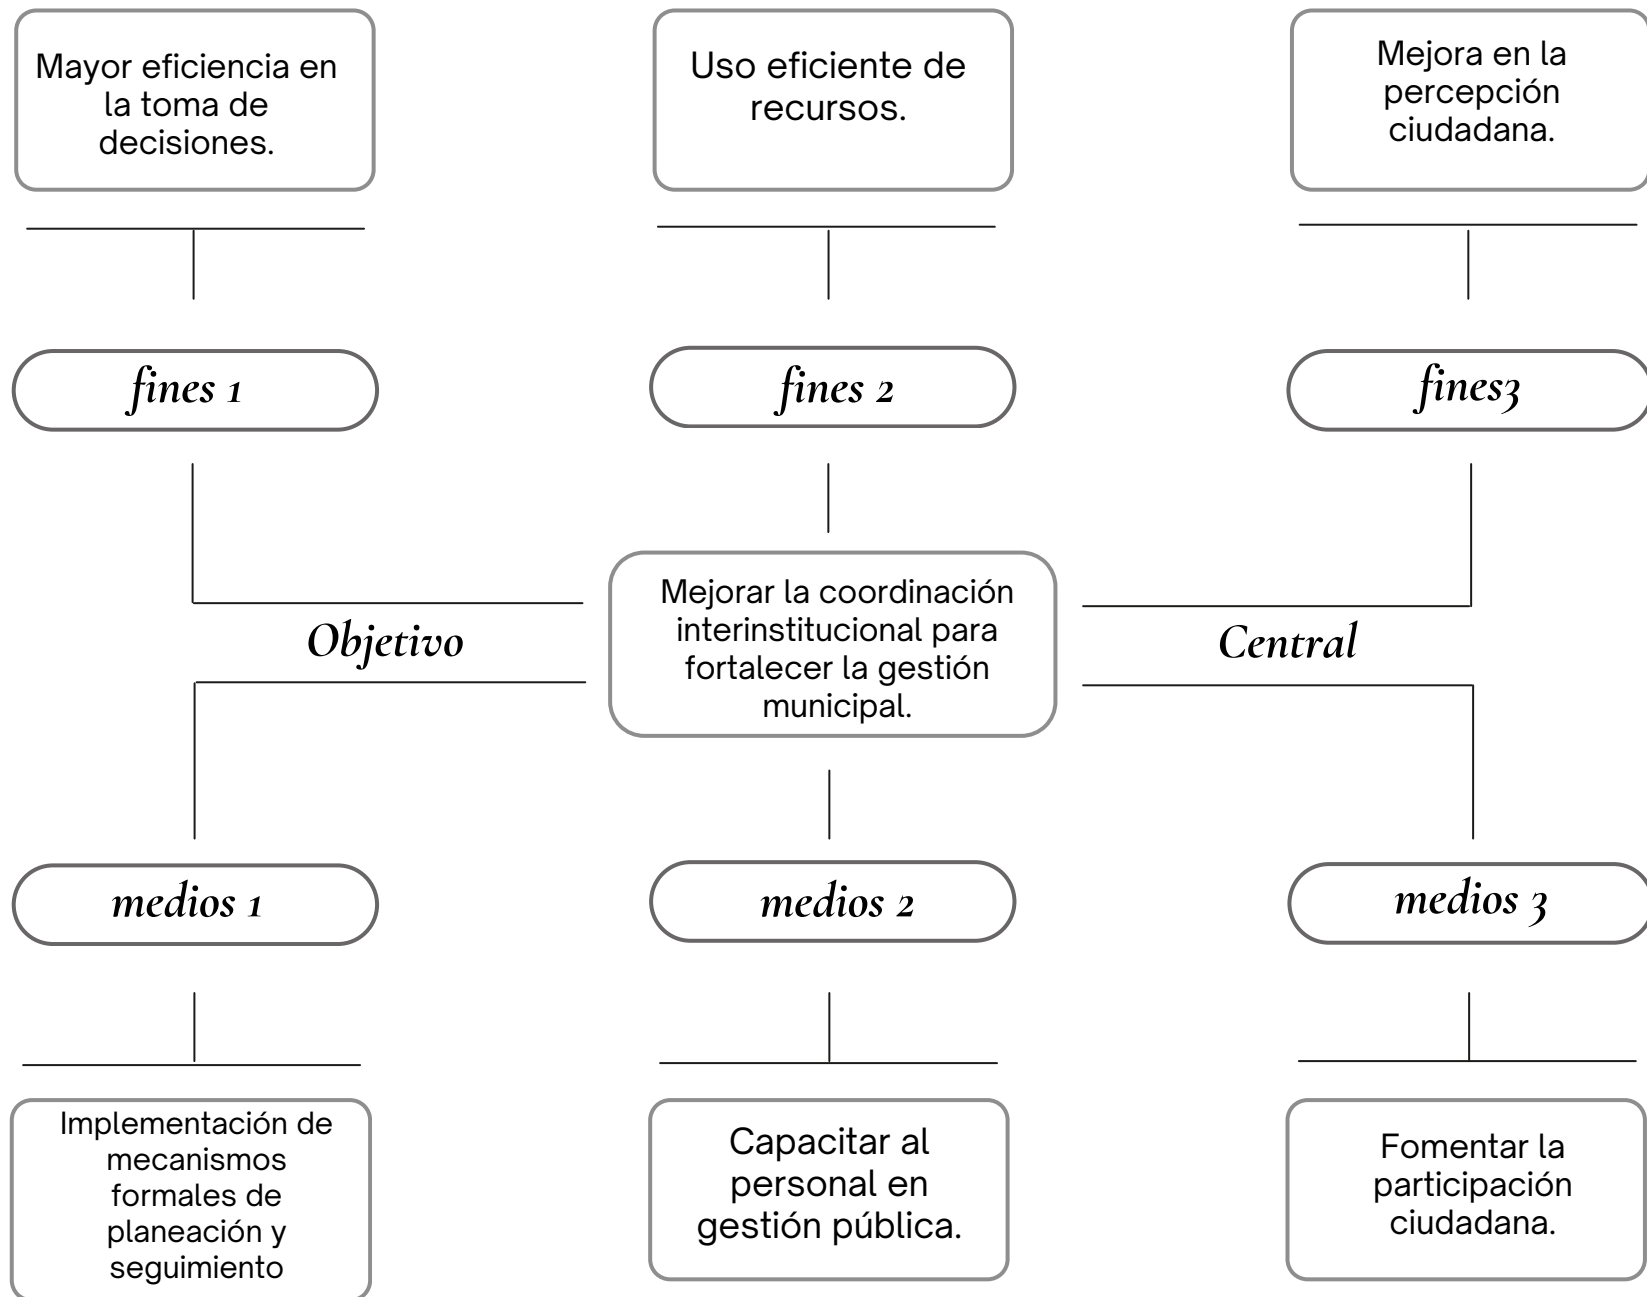 Mayor eficiencia en
la toma de
decisiones.
Uso eficiente de
recursos.
Mejora en la
percepción
ciudadana.
fines 1
fines 2
fines3
Objetivo
Mejorar la coordinación
interinstitucional para
fortalecer la gestión
municipal.
Central
medios 1
medios 2
medios 3
Implementación de
mecanismos
formales de
planeación y
seguimiento
Capacitar al
personal en
gestión pública.
Fomentar la
participación
ciudadana.